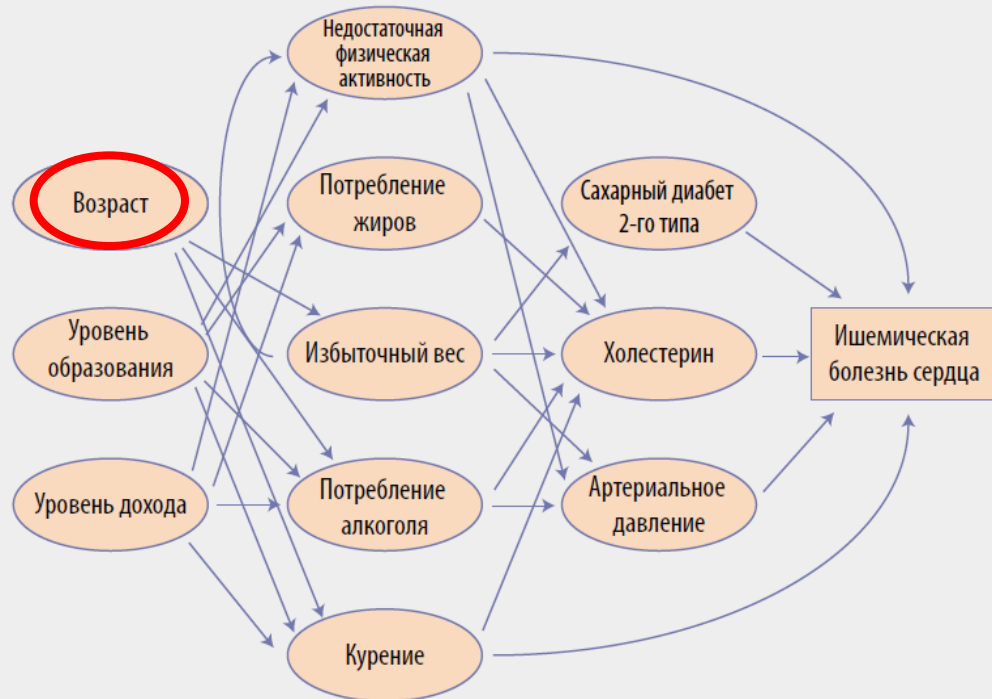 Недостаточная
физическая
активность
Возраст
Потребление
жиров
Сахарный диабет
2-го типа
Уровень
образования
Избыточный вес
Холестерин
Ишемическая
болезнь сердца
Уровень дохода
Потребление
алкоголя
Артериальное
давление
Курение